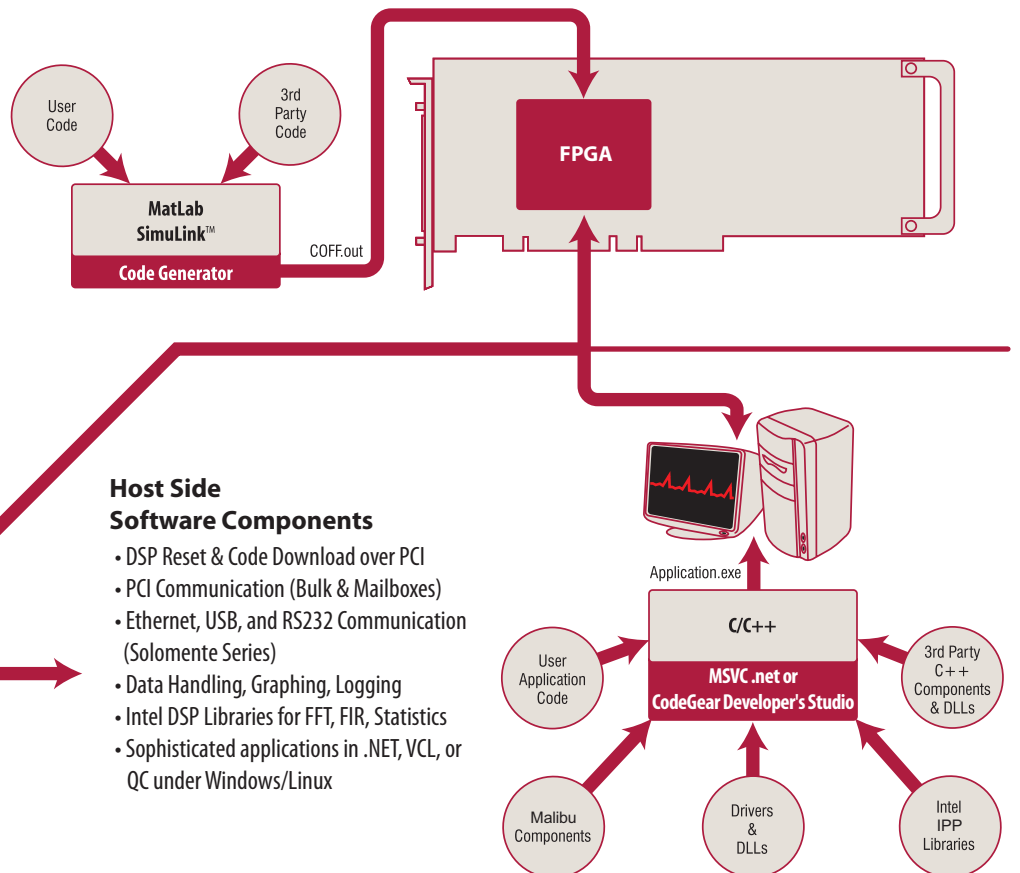 User
Code
3rd
Party
Code
MatLab
SimuLink™
Code Generator
COFF.out
FPGA
Host Side
Software Components
• DSP Reset & Code Download over PCI
• PCI Communication (Bulk & Mailboxes)
• Ethernet, USB, and RS232 Communication
(Solomente Series)
• Data Handling, Graphing, Logging
• Intel DSP Libraries for FFT, FIR, Statistics
• Sophisticated applications in .NET, VCL, or
QC under Windows/Linux
Application.exe
C/C++
MSVC .net or
CodeGear Developer's Studio
User
Application
Code
3rd Party
C++
Components
& DLLs
Malibu
Components
Drivers
&
DLLs
Intel
IPP
Libraries